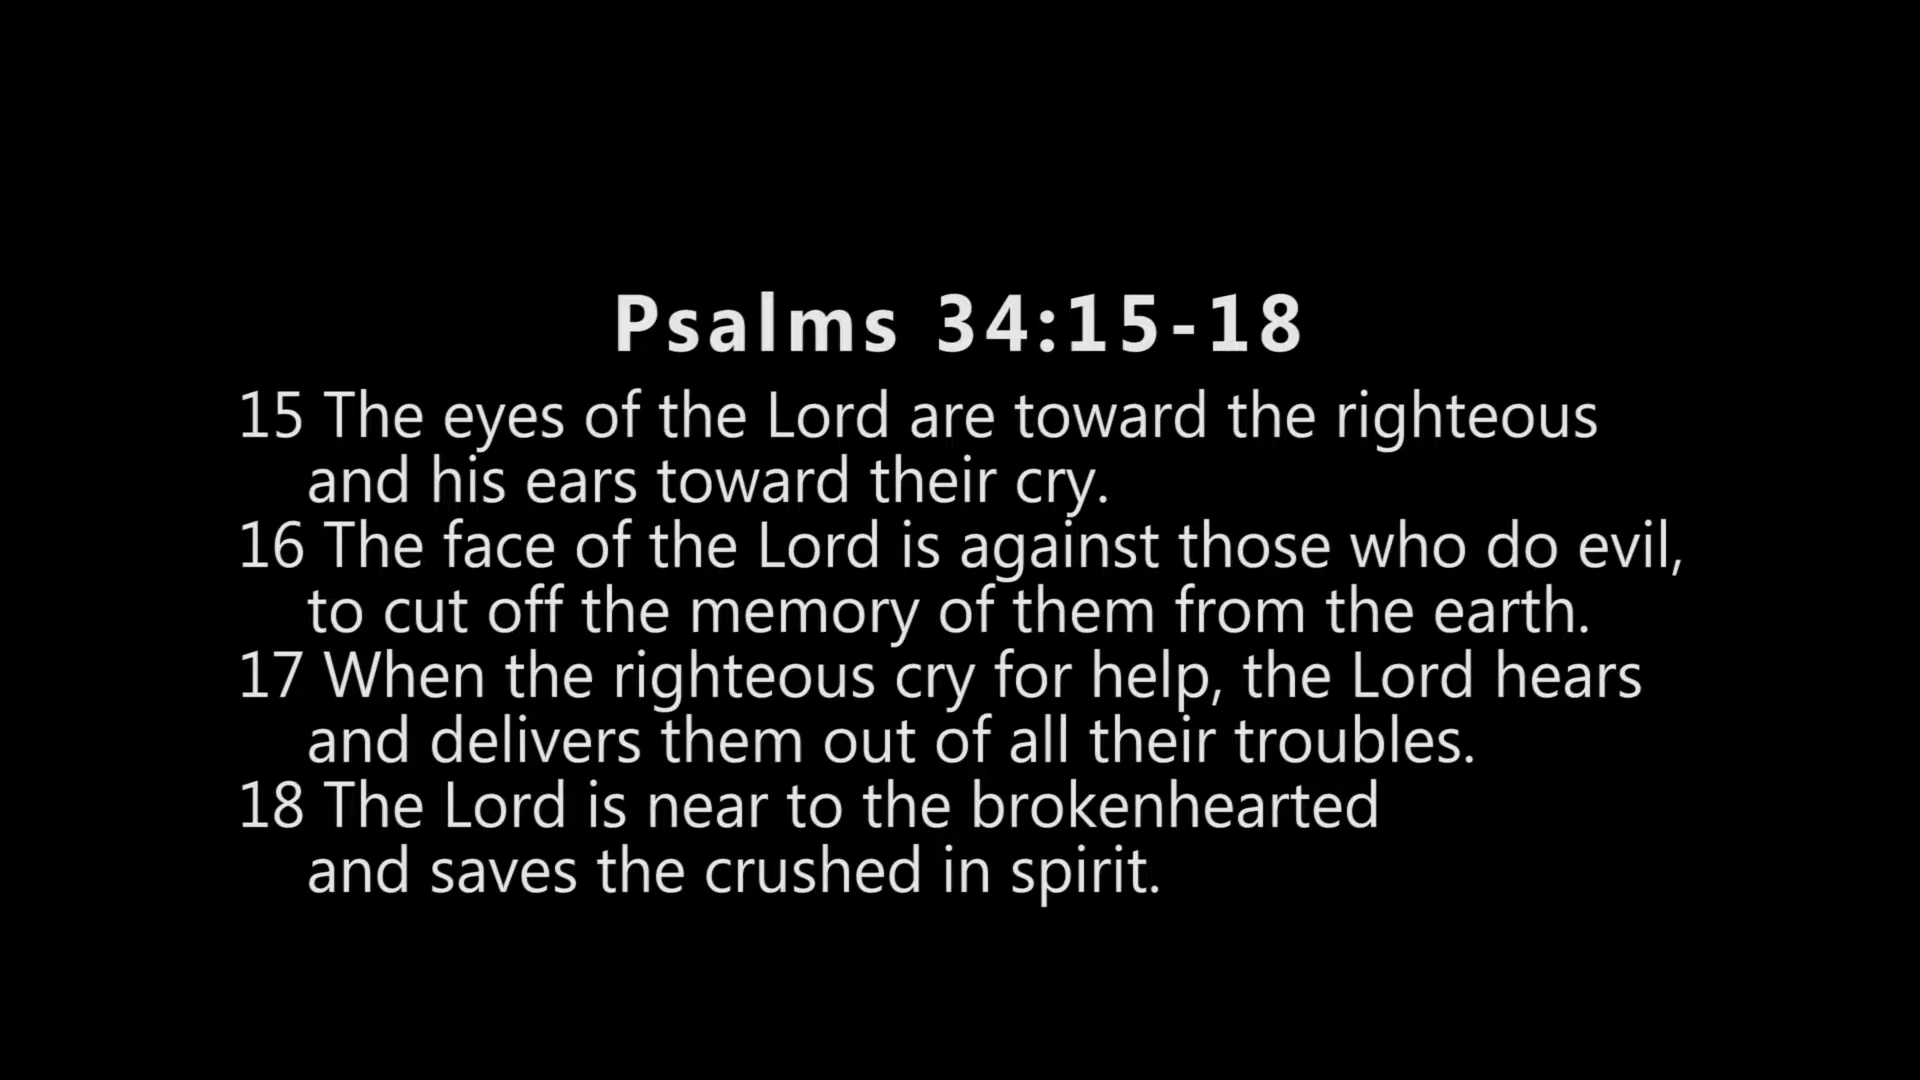 Psalms 34:15-18
15 The eyes of the Lord are toward the righteous
and his ears toward their cry.
16 The face of the Lord is against those who do evil,
to cut off the memory of them from the earth.
17 When the righteous cry for help, the Lord hears
and delivers them out of all their troubles.
18 The Lord is near to the brokenhearted
and saves the crushed in spirit.